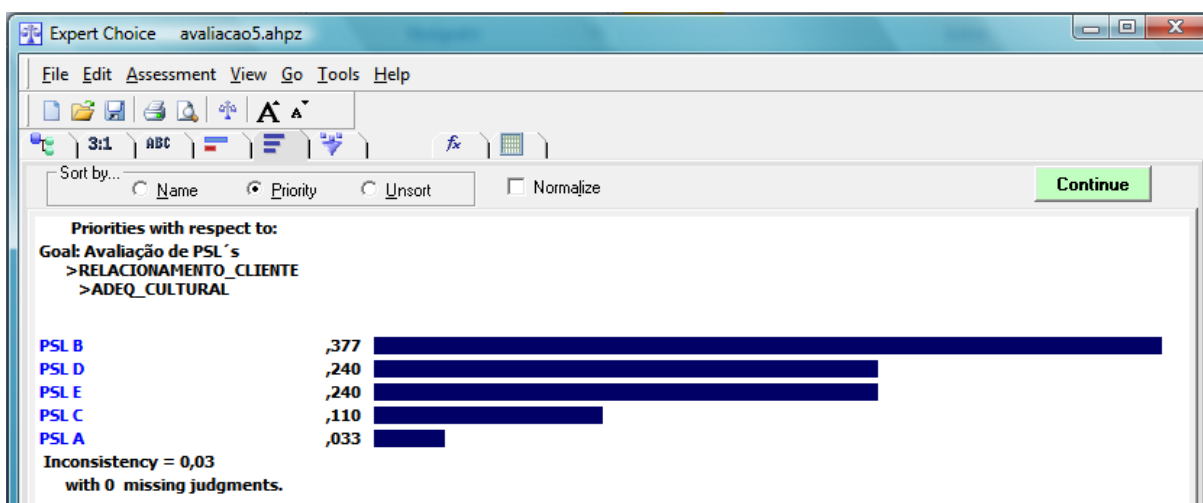 Expert Choice avaliacao5.ahpz
File Edit Assessment View Go Tools Help
A A
3:1 ABC fx
Sort by...
Name Priority Unsort Normalize Continue
Priorities with respect to:
Goal: Avaliação de PSL´s
>RELACIONAMENTO_CLIENTE
>ADEQ_CULTURAL
PSL B ,377
PSL D ,240
PSL E ,240
PSL C ,110
PSL A ,033
Inconsistency = 0,03
with 0 missing judgments.